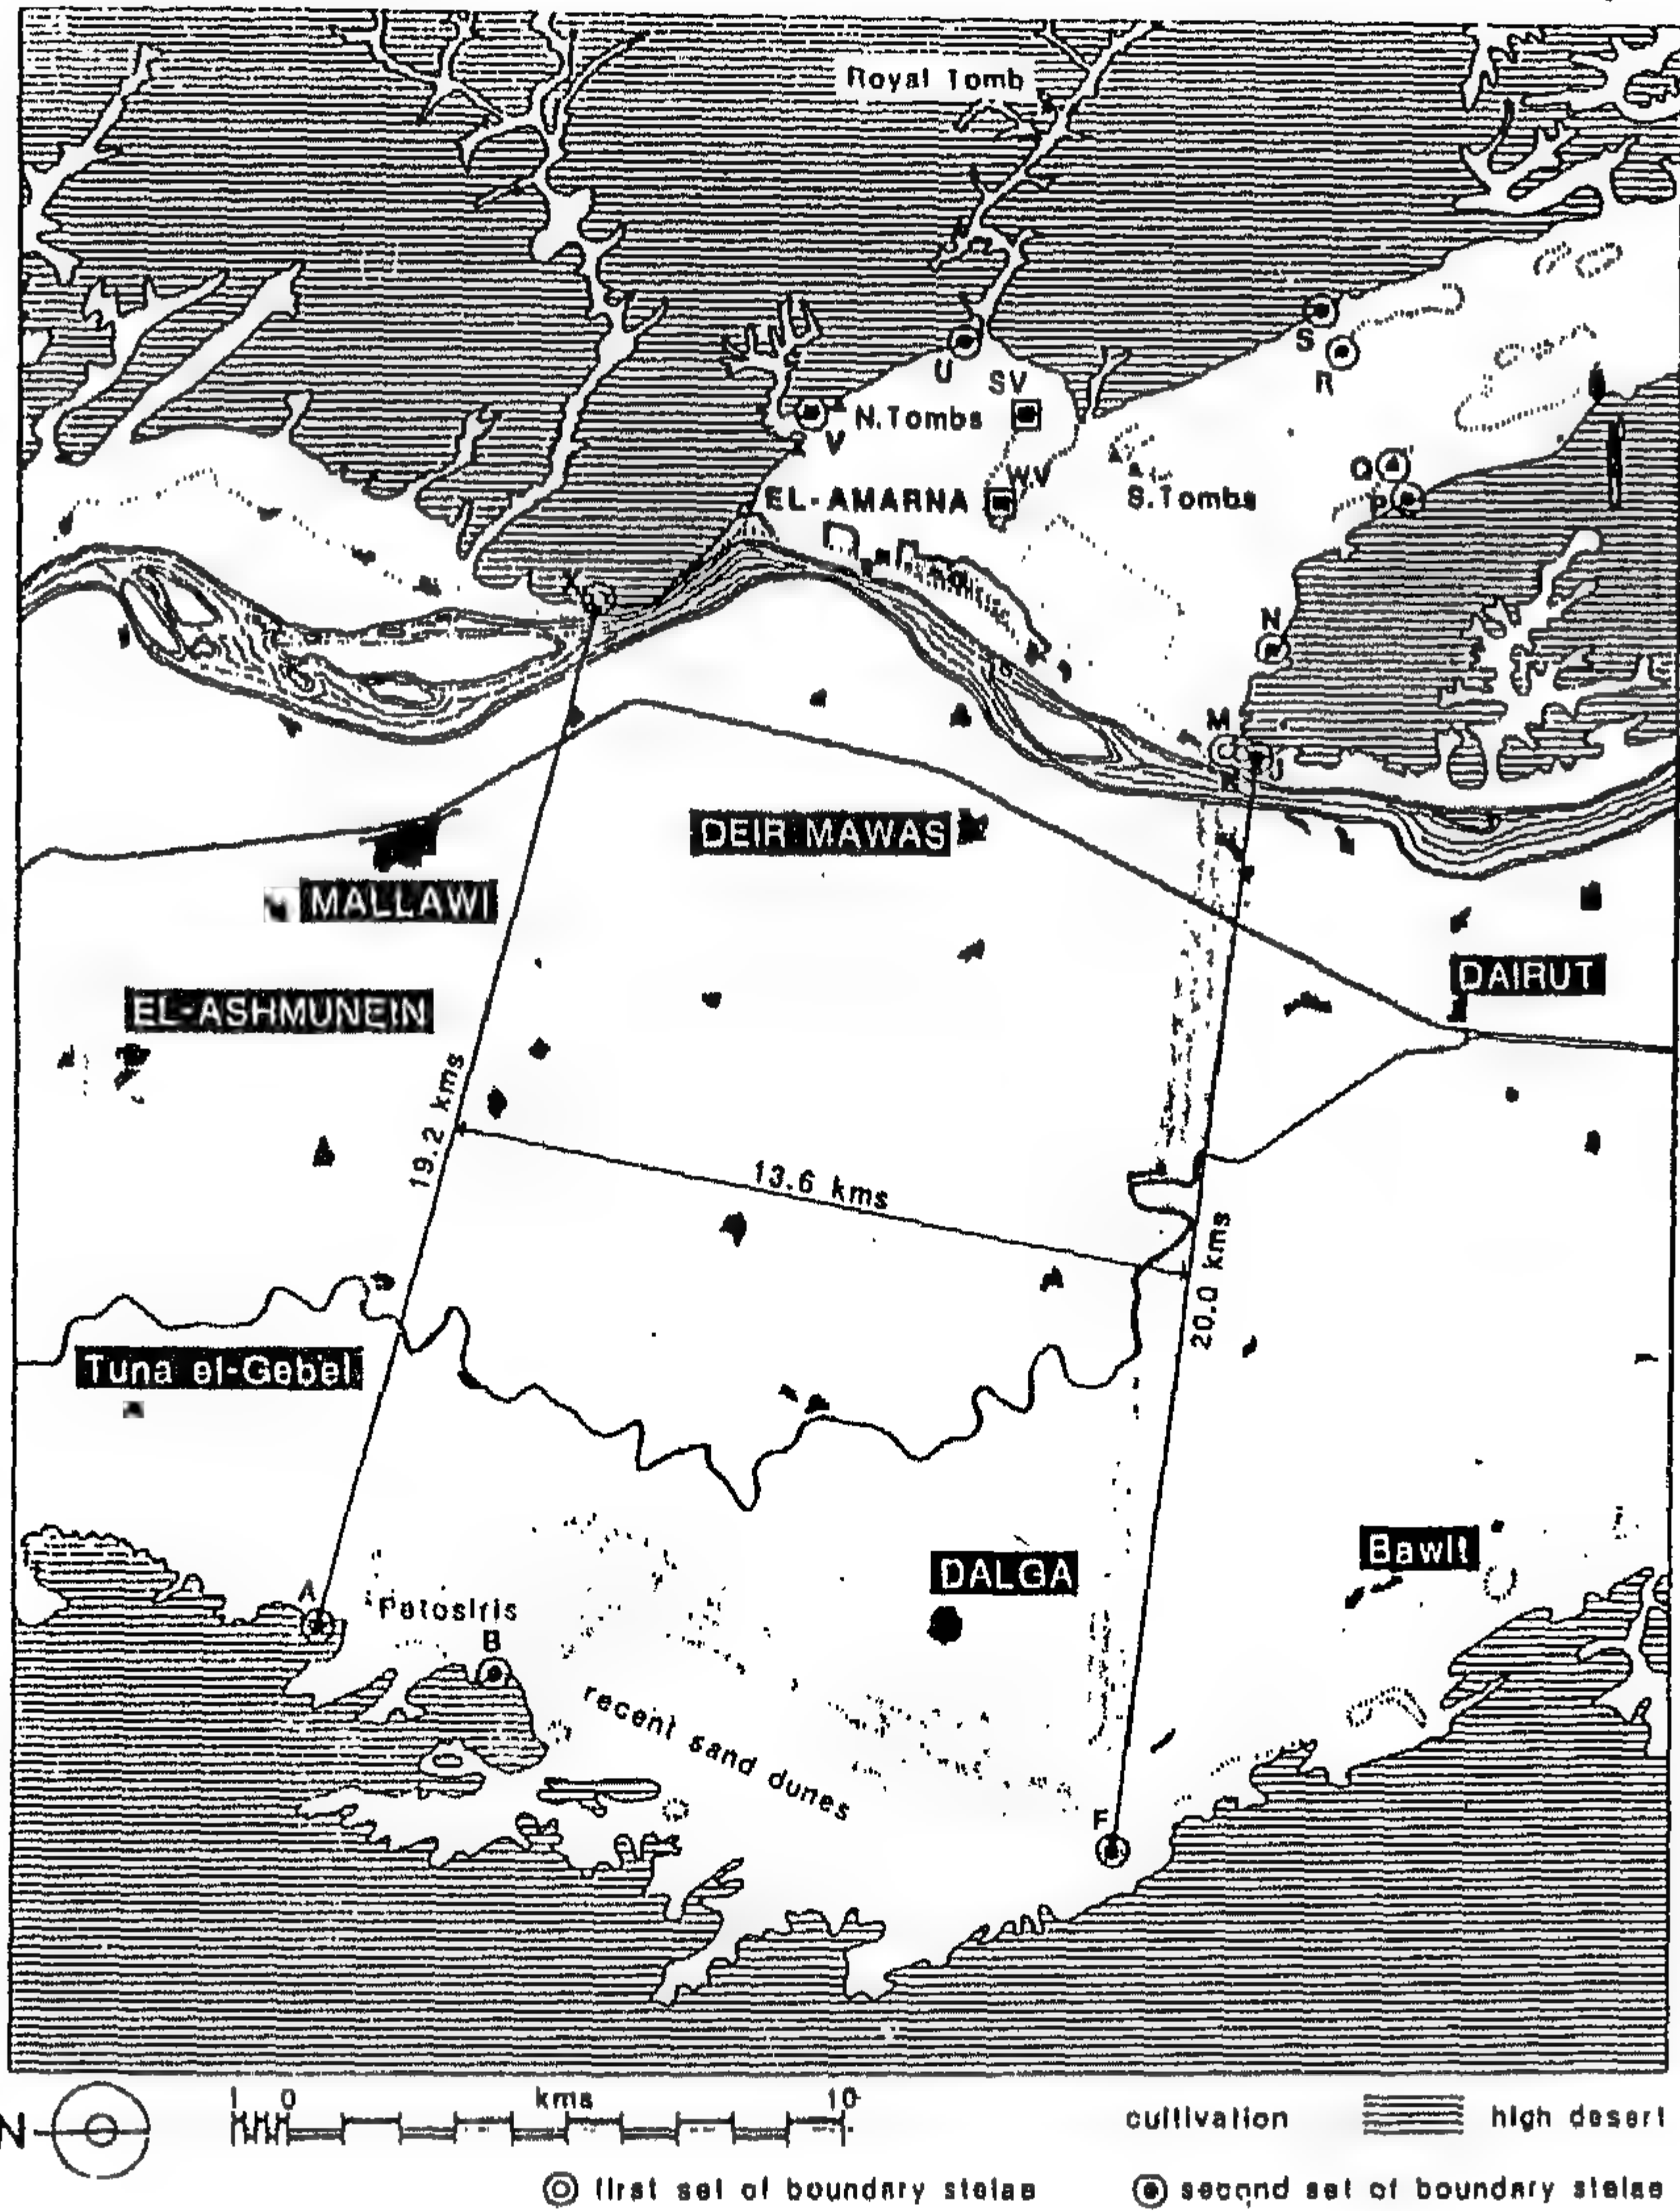 Royal Tomb
S
R
U
SV
N. Tombs
V
Q
WV
EL-AMARNA
S. Tombs
P
X
N
M
K
J
DEIR MAWAS
MALLAWI
DAIRUT
EL-ASHMUNEIN
19.2 kms
13.6 kms
20.0 kms
Tuna el-Gebel
Bawit
DALGA
A
Petosiris
B
recent sand dunes
F
N
1 0 kms 10
cultivation high desert
first set of boundary stelae second set of boundary stelae